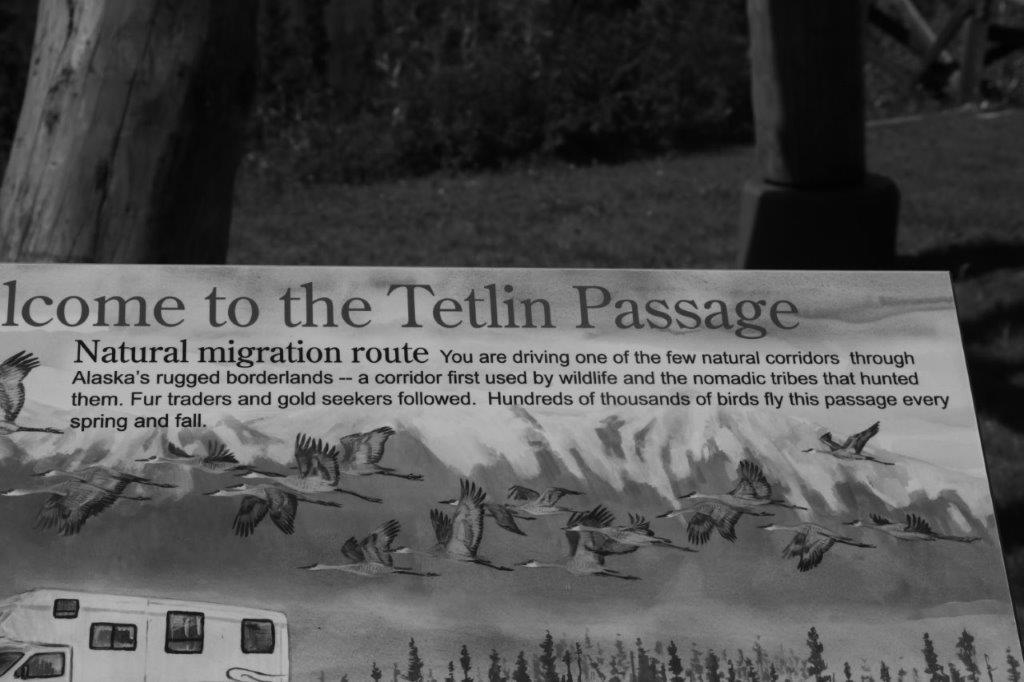 lcome to the Tetlin Passage
Natural migration route You are driving one of the few natural corridors through
Alaska's rugged borderlands -- a corridor first used by wildlife and the nomadic tribes that hunted
them. Fur traders and gold seekers followed. Hundreds of thousands of birds fly this passage every
spring and fall.